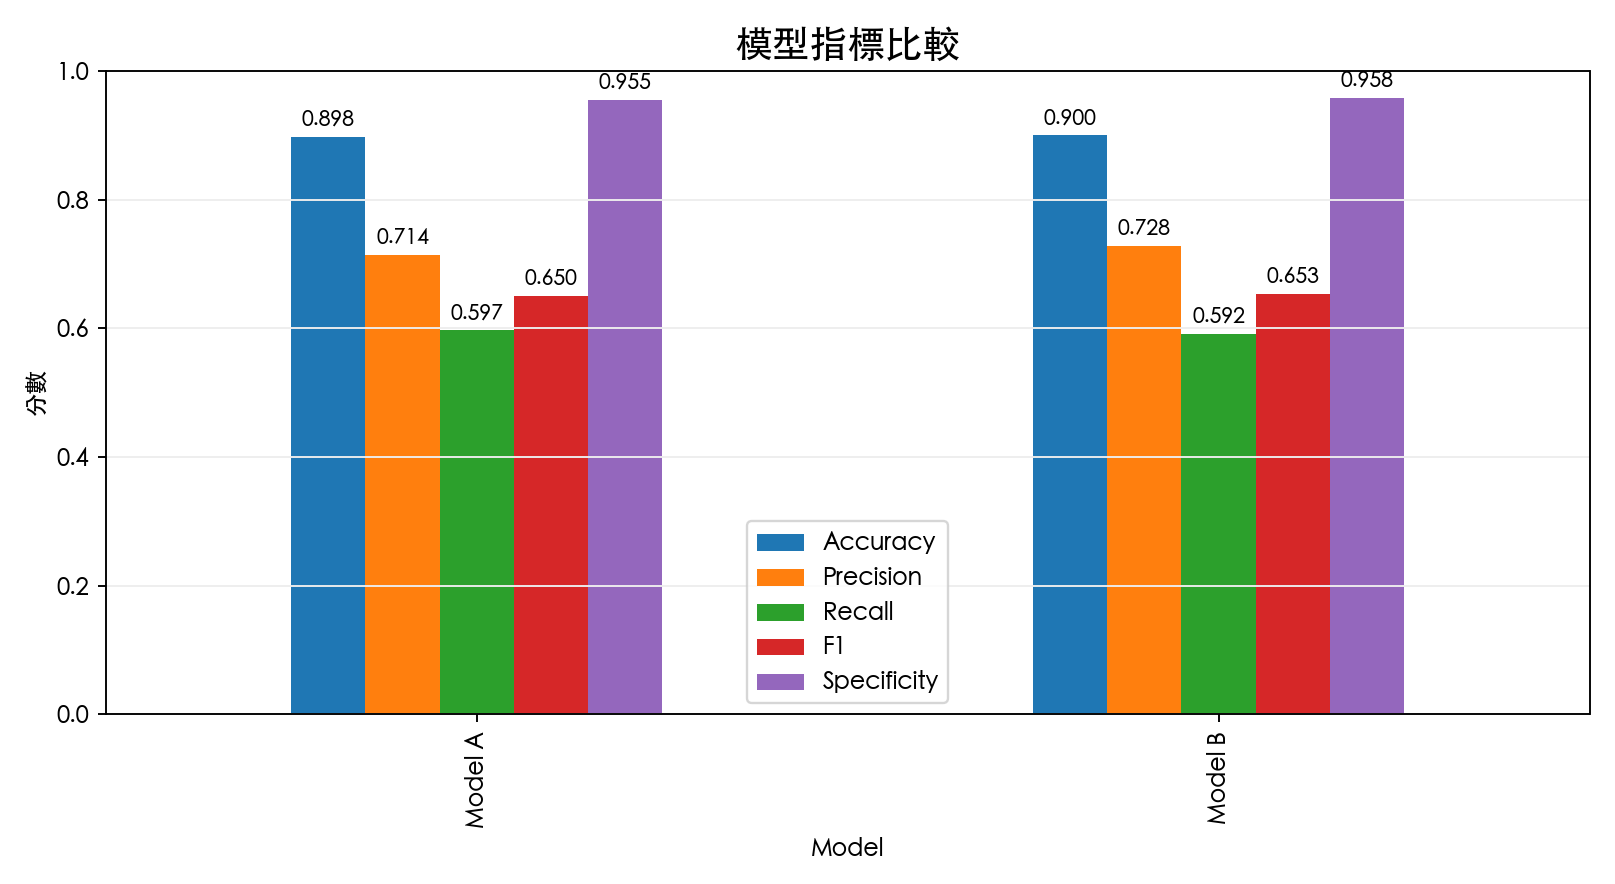 模型指標比較
1.0
0.8
0.6
0.4
0.2
0.0
分數
0.898
0.714
0.597
0.650
0.955
0.900
0.728
0.592
0.653
0.958
Accuracy
Precision
Recall
F1
Specificity
Model A
Model B
Model